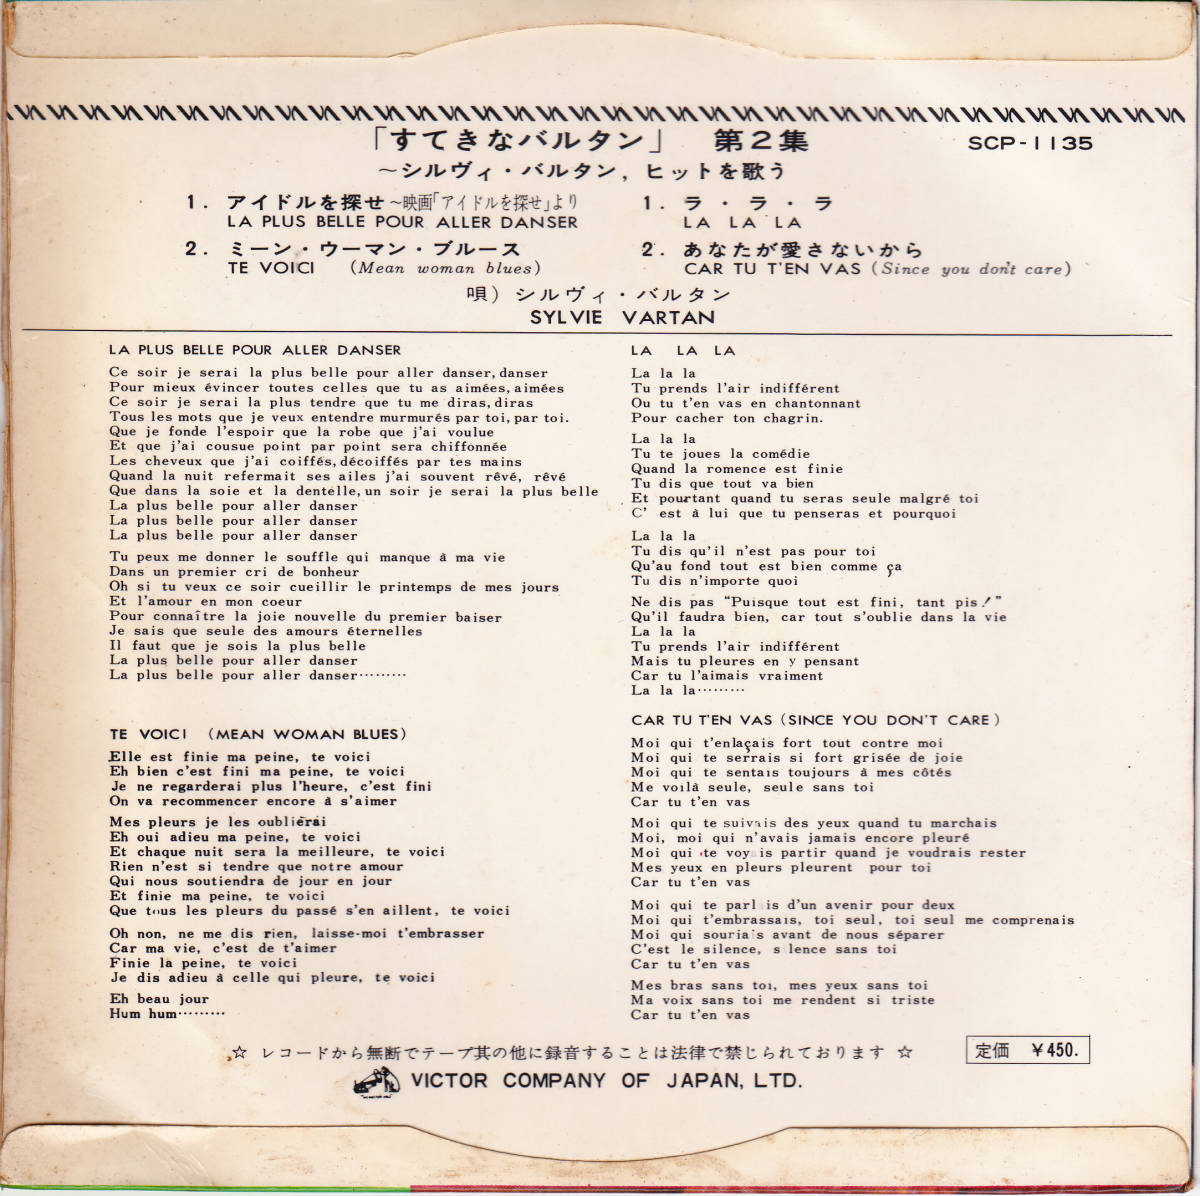 「すてきなバルタン」 第2集
SCP-1135
～シルヴィ・バルタン, ヒットを歌う
1. アイドルを探せ～映画「アイドルを探せ」より
LA PLUS BELLE POUR ALLER DANSER
2. ミーン・ウーマン・ブルース
TE VOICI (Mean woman blues)
1. ラ・ラ・ラ
LA LA LA
2. あなたが愛さないから
CAR TU T'EN VAS (Since you don't care)
唄) シルヴィ・バルタン
SYLVIE VARTAN
LA PLUS BELLE POUR ALLER DANSER
Ce soir je serai la plus belle pour aller danser, danser
Pour mieux évincer toutes celles que tu as aimées, aimées
Ce soir je serai la plus tendre que tu me diras, diras
Tous les mots que je veux entendre murmurés par toi, par toi.
Que je fonde l'espoir que la robe que j'ai voulue
Et que j'ai cousue point par point sera chiffonnée
Les cheveux que j'ai coiffés, décoiffés par tes mains
Quand la nuit refermait ses ailes j'ai souvent rêvé, rêvé
Que dans la soie et la dentelle, un soir je serai la plus belle
La plus belle pour aller danser
La plus belle pour aller danser
La plus belle pour aller danser
Tu peux me donner le souffle qui manque à ma vie
Dans un premier cri de bonheur
Oh si tu veux ce soir cueillir le printemps de mes jours
Et l'amour en mon coeur
Pour connaître la joie nouvelle du premier baiser
Je sais que seule des amours éternelles
Il faut que je sois la plus belle
La plus belle pour aller danser
La plus belle pour aller danser………
TE VOICI (MEAN WOMAN BLUES)
Elle est finie ma peine, te voici
Eh bien c'est fini ma peine, te voici
Je ne regarderai plus l'heure, c'est fini
On va recommencer encore à s'aimer
Mes pleurs je les oublierai
Eh oui adieu ma peine, te voici
Et chaque nuit sera la meilleure, te voici
Rien n'est si tendre que notre amour
Qui nous soutiendra de jour en jour
Et finie ma peine, te voici
Que tous les pleurs du passé s'en aillent, te voici
Oh non, ne me dis rien, laisse-moi t'embrasser
Car ma vie, c'est de t'aimer
Finie la peine, te voici
Je dis adieu à celle qui pleure, te voici
Eh beau jour
Hum hum………
LA LA LA
La la la
Tu prends l'air indifférent
Ou tu t'en vas en chantonnant
Pour cacher ton chagrin.
La la la
Tu te joues la comédie
Quand la romence est finie
Tu dis que tout va bien
Et pourtant quand tu seras seule malgré toi
C' est à lui que tu penseras et pourquoi
La la la
Tu dis qu'il n'est pas pour toi
Qu'au fond tout est bien comme ça
Tu dis n'importe quoi
Ne dis pas "Puisque tout est fini, tant pis!"
Qu'il faudra bien, car tout s'oublie dans la vie
La la la
Tu prends l'air indifférent
Mais tu pleures en y pensant
Car tu l'aimais vraiment
La la la………
CAR TU T'EN VAS (SINCE YOU DON'T CARE)
Moi qui t'enlaçais fort tout contre moi
Moi qui te serrais si fort grisée de joie
Moi qui te sentais toujours à mes côtés
Me voilà seule, seule sans toi
Car tu t'en vas
Moi qui te suivais des yeux quand tu marchais
Moi, moi qui n'avais jamais encore pleuré
Moi qui te voyais partir quand je voudrais rester
Mes yeux en pleurs pleurent pour toi
Car tu t'en vas
Moi qui te parlais d'un avenir pour deux
Moi qui t'embrassais, toi seul, toi seul me comprenais
Moi qui souriais avant de nous séparer
C'est le silence, silence sans toi
Car tu t'en vas
Mes bras sans toi, mes yeux sans toi
Ma voix sans toi me rendent si triste
Car tu t'en vas
☆ レコードから無断でテープ其の他に録音することは法律で禁じられております ☆
定価 ¥450.
VICTOR COMPANY OF JAPAN, LTD.